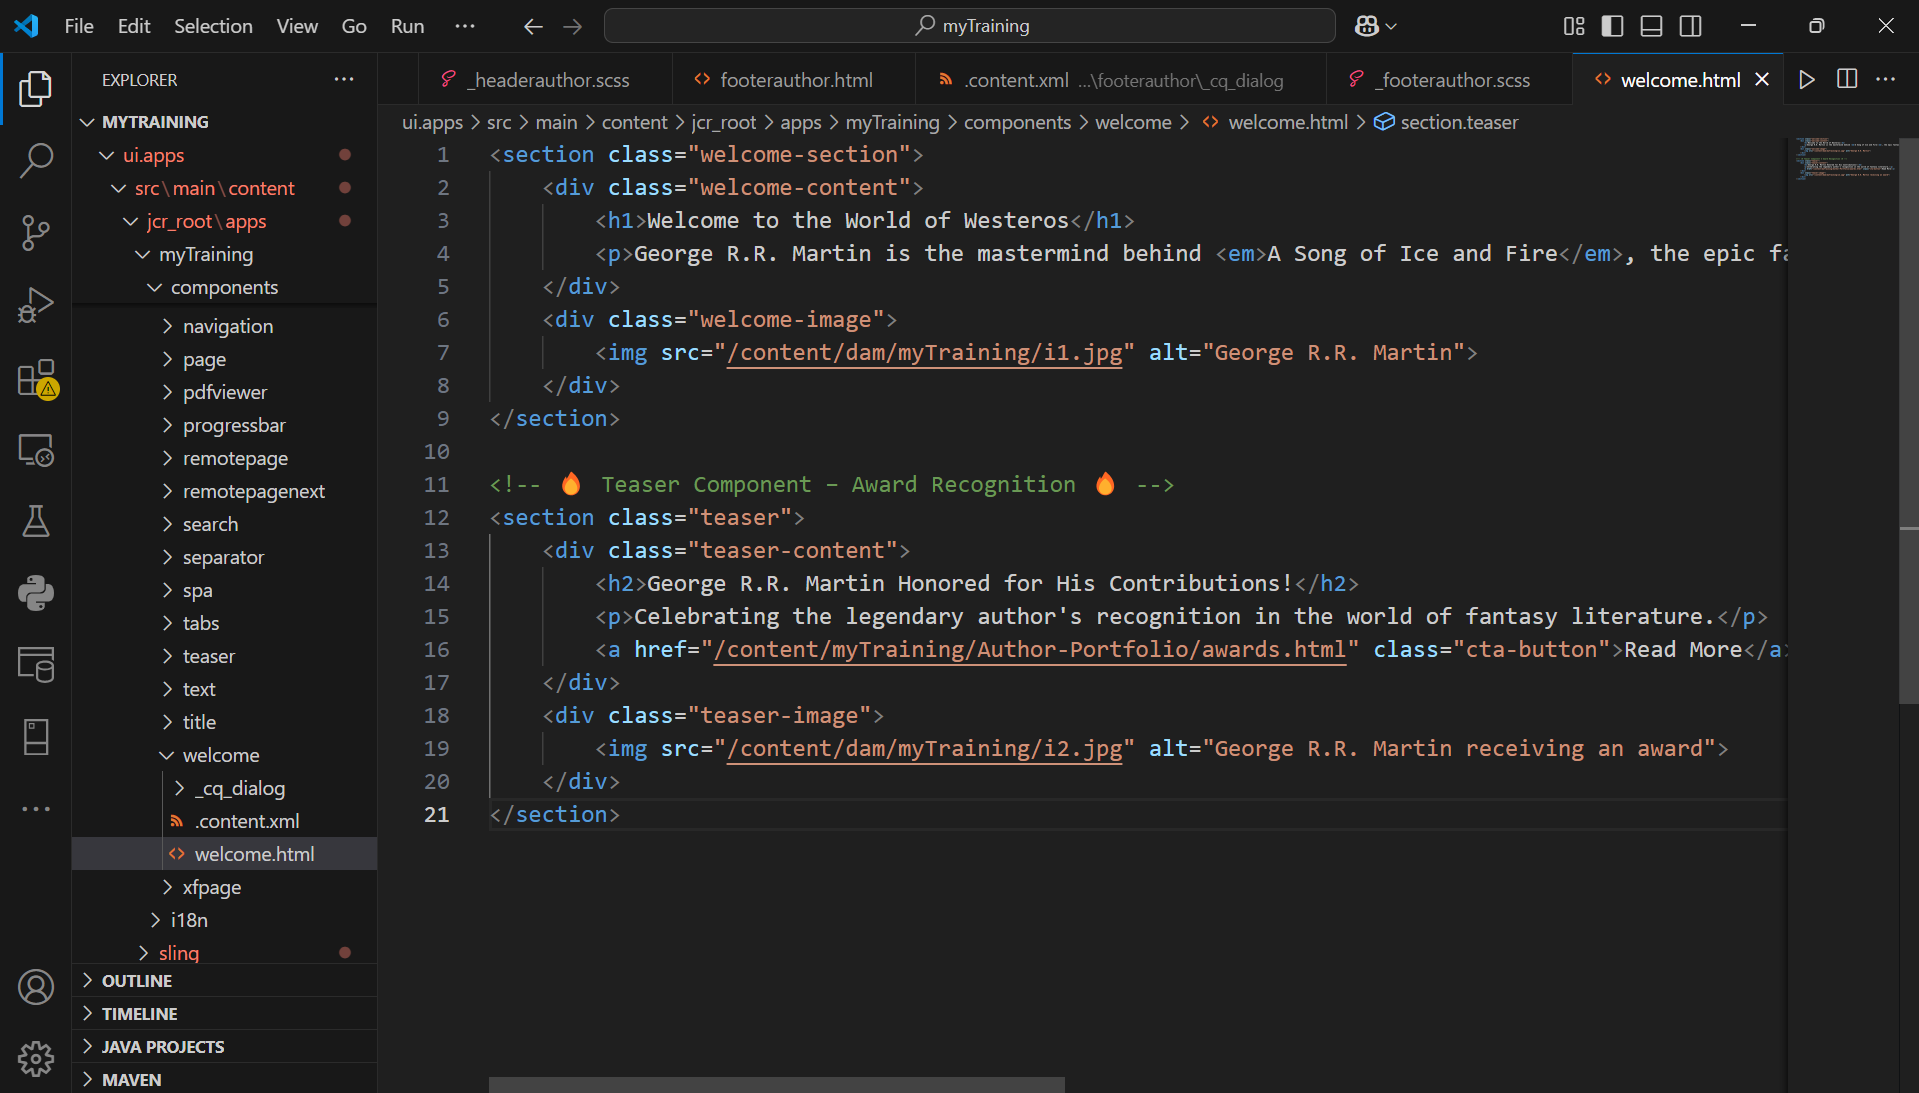 File Edit Selection View Go Run ···
myTraining
EXPLORER
_headerauthor.scss
footerauthor.html
.content.xml ...\footerauthor\_cq_dialog
_footerauthor.scss
welcome.html
MYTRAINING
ui.apps
src\main\content
jcr_root\apps
myTraining
components
navigation
page
pdfviewer
progressbar
remotepage
remotepagenext
search
separator
spa
tabs
teaser
text
title
welcome
_cq_dialog
.content.xml
welcome.html
xfpage
i18n
sling
OUTLINE
TIMELINE
JAVA PROJECTS
MAVEN
ui.apps > src > main > content > jcr_root > apps > myTraining > components > welcome > welcome.html > section.teaser
1 <section class="welcome-section">
2 <div class="welcome-content">
3 <h1>Welcome to the World of Westeros</h1>
4 <p>George R.R. Martin is the mastermind behind <em>A Song of Ice and Fire</em>, the epic fa
5 </div>
6 <div class="welcome-image">
7 <img src="/content/dam/myTraining/i1.jpg" alt="George R.R. Martin">
8 </div>
9 </section>
10
11 <!-- 🔥 Teaser Component – Award Recognition 🔥 -->
12 <section class="teaser">
13 <div class="teaser-content">
14 <h2>George R.R. Martin Honored for His Contributions!</h2>
15 <p>Celebrating the legendary author's recognition in the world of fantasy literature.</p>
16 <a href="/content/myTraining/Author-Portfolio/awards.html" class="cta-button">Read More</a>
17 </div>
18 <div class="teaser-image">
19 <img src="/content/dam/myTraining/i2.jpg" alt="George R.R. Martin receiving an award">
20 </div>
21 </section>